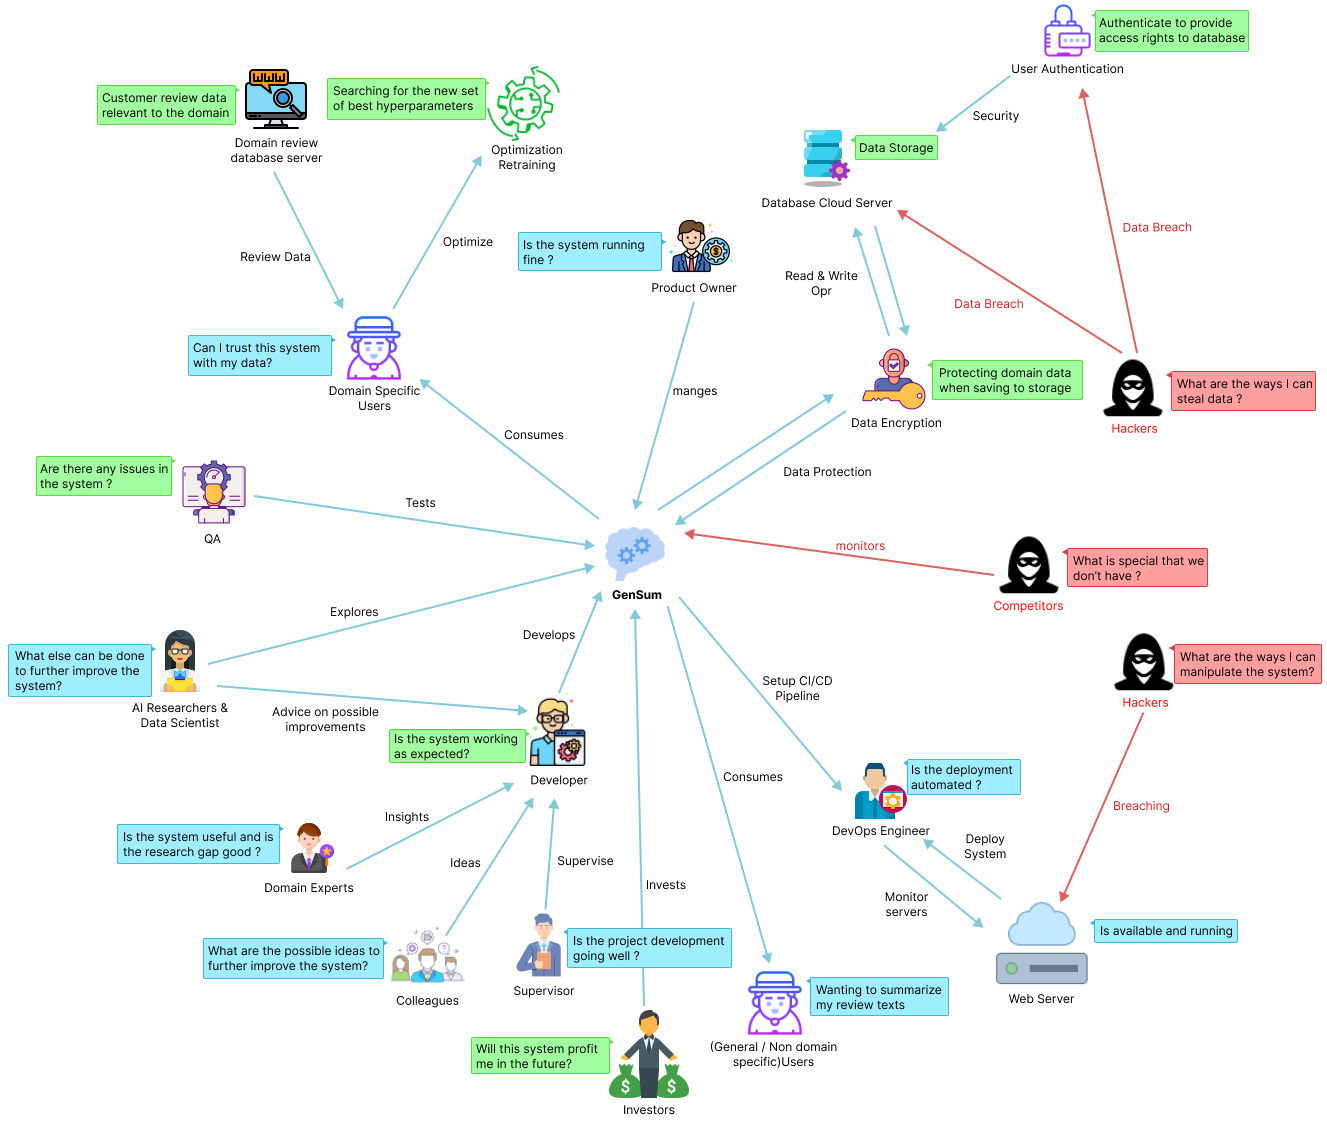 Authenticate to provide
access rights to database
User Authentication
Customer review data
relevant to the domain
WWW
Domain review
database server
Searching for the new set
of best hyperparameters
Optimization
Retraining
Security
Data Storage
Database Cloud Server
Data Breach
Review Data
Optimize
Is the system running
fine ?
Product Owner
Read & Write
Opr
Data Breach
Can I trust this system
with my data?
Domain Specific
Users
manges
Protecting domain data
when saving to storage
Data Encryption
What are the ways I can
steal data ?
Hackers
Consumes
Data Protection
Are there any issues in
the system ?
QA
Tests
monitors
What is special that we
don't have ?
Competitors
GenSum
Explores
Develops
What else can be done
to further improve the
system?
AI Researchers &
Data Scientist
Advice on possible
improvements
Setup CI/CD
Pipeline
What are the ways I can
manipulate the system?
Hackers
Is the system working
as expected?
Developer
Consumes
Is the deployment
automated ?
DevOps Engineer
Breaching
Insights
Is the system useful and is
the research gap good ?
Domain Experts
Ideas
Supervise
Invests
Deploy
System
Monitor
servers
What are the possible ideas to
further improve the system?
Colleagues
Is the project development
going well ?
Supervisor
Is available and running
Web Server
Wanting to summarize
my review texts
(General / Non domain
specific)Users
Will this system profit
me in the future?
$ $
Investors